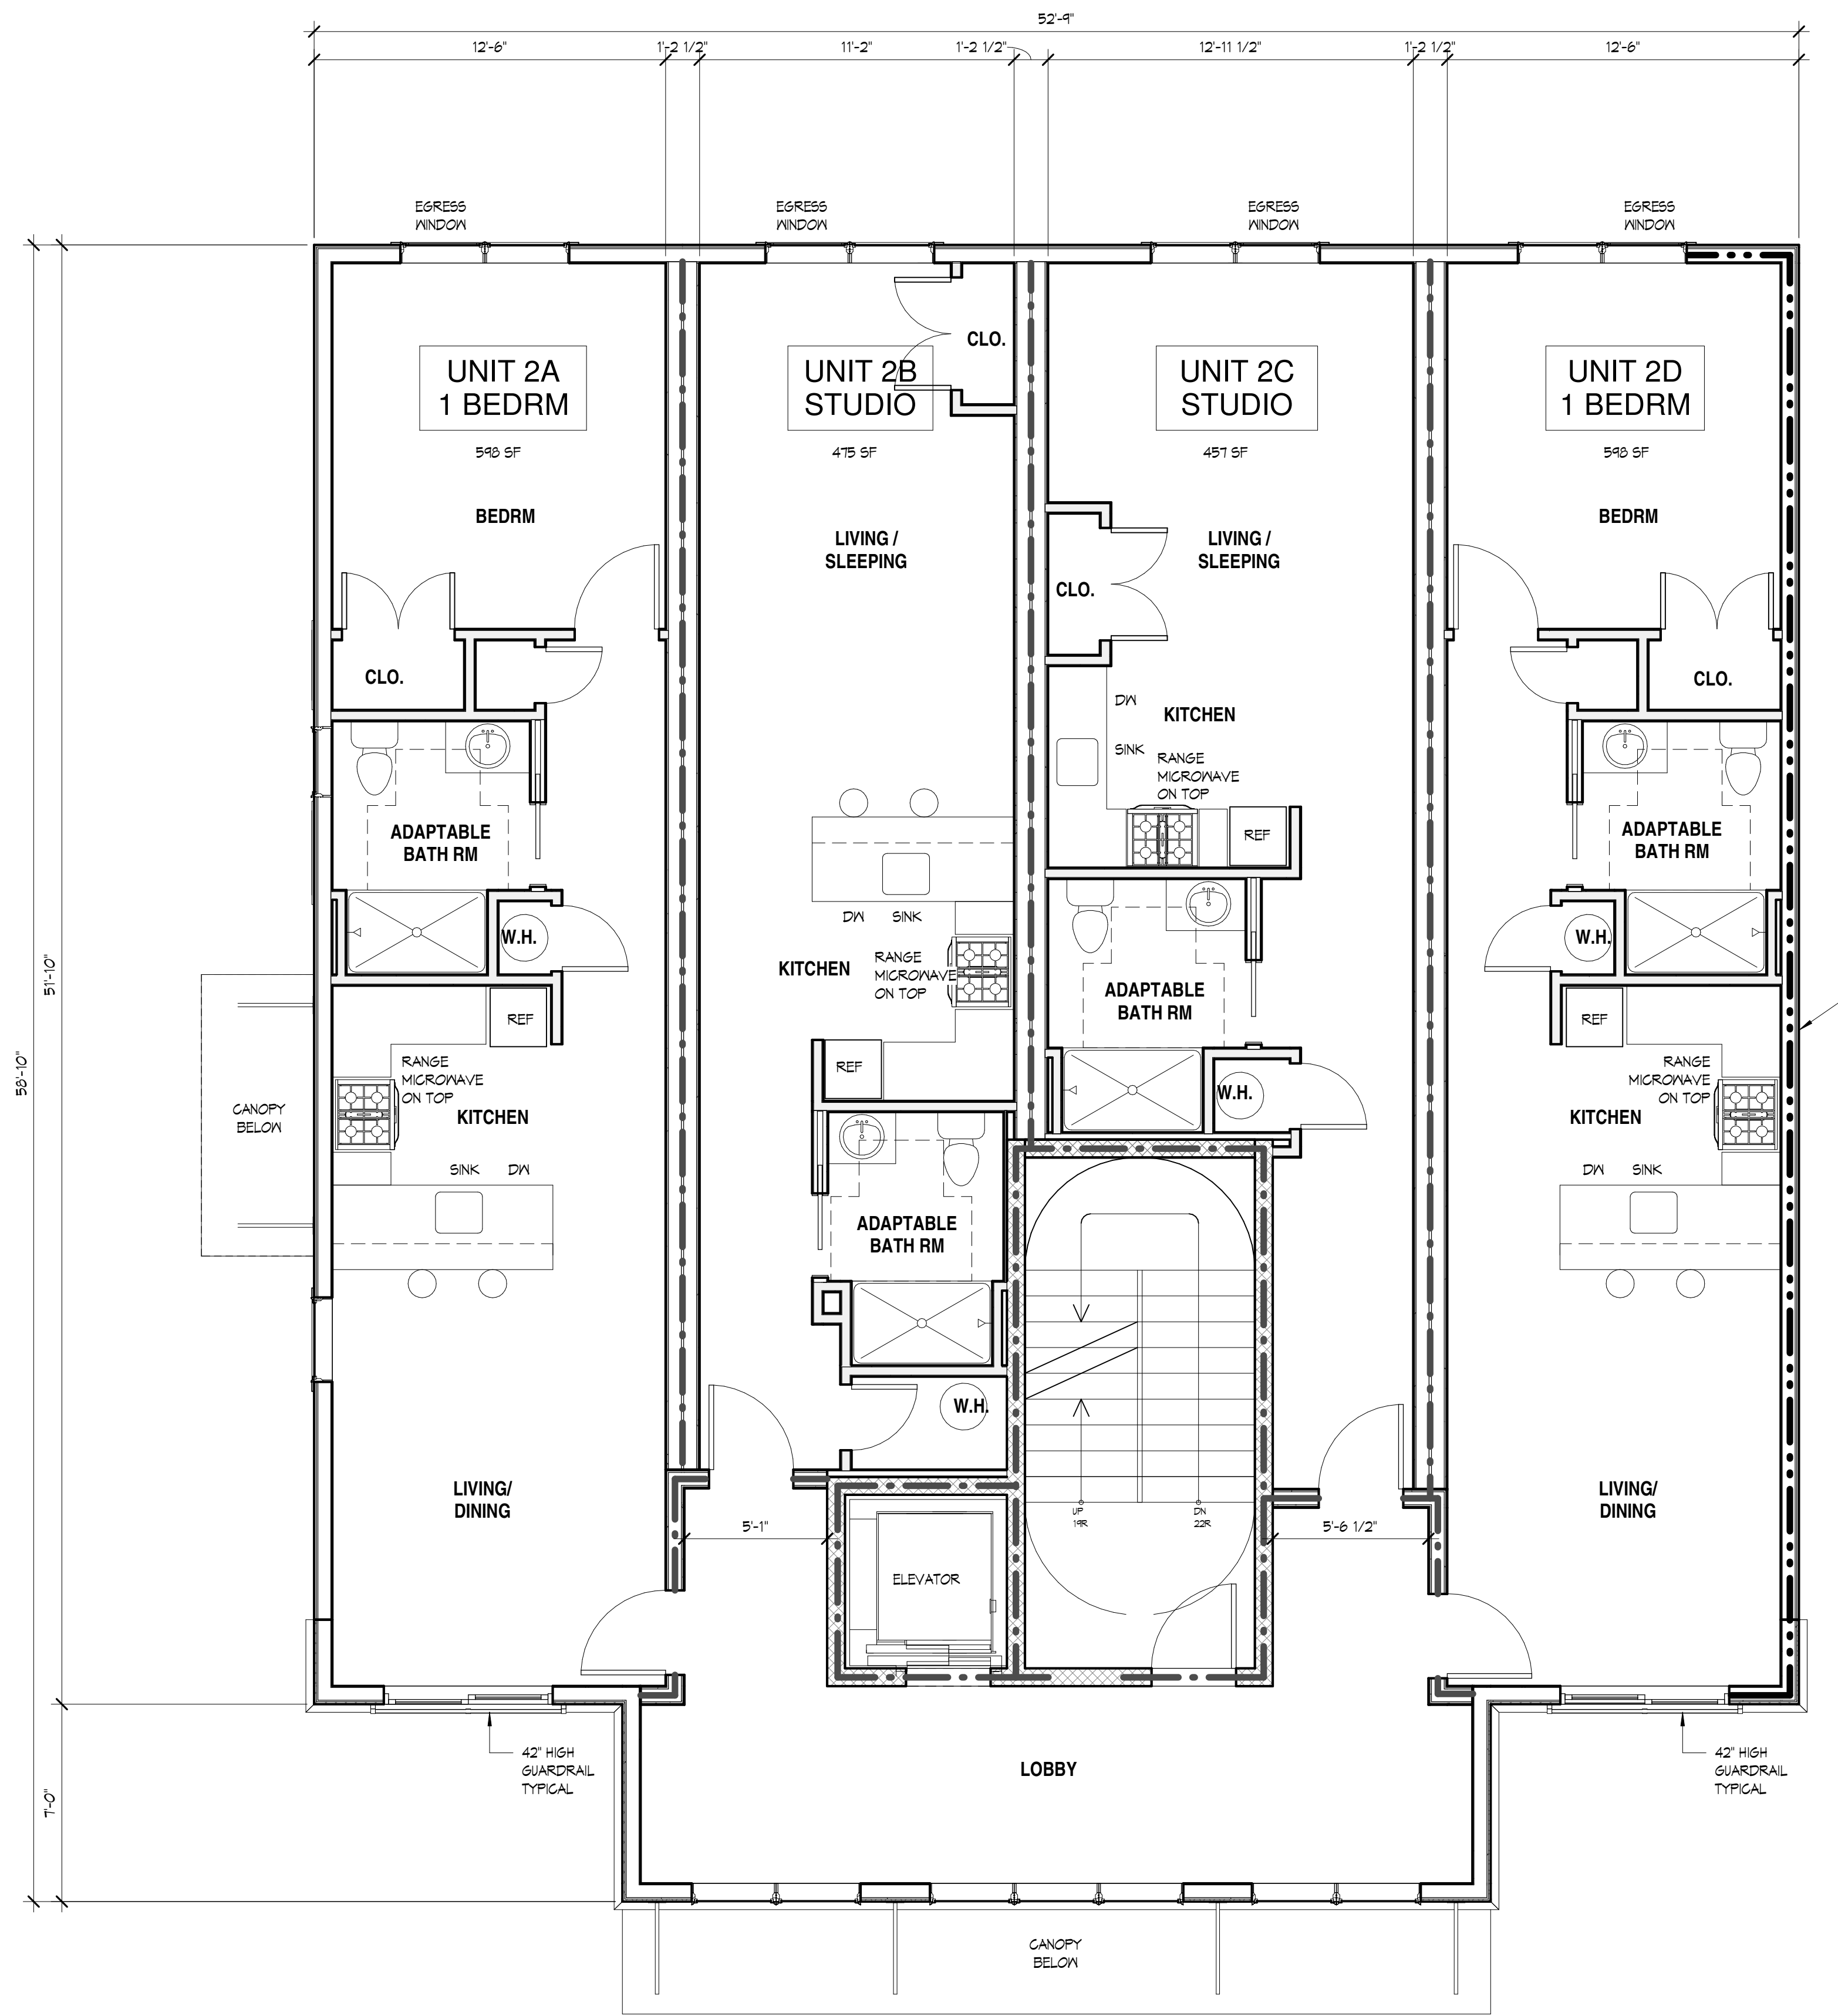 52'-9"
12'-6"
1'-2 1/2"
11'-2"
1'-2 1/2"
12'-11 1/2"
1'-2 1/2"
12'-6"
EGRESS
WINDOW
EGRESS
WINDOW
EGRESS
WINDOW
EGRESS
WINDOW
UNIT 2A
1 BEDRM
598 SF
UNIT 2B
STUDIO
475 SF
CLO.
UNIT 2C
STUDIO
457 SF
UNIT 2D
1 BEDRM
598 SF
BEDRM
LIVING /
SLEEPING
LIVING /
SLEEPING
BEDRM
CLO.
CLO.
CLO.
DW
KITCHEN
SINK
RANGE
MICROWAVE
ON TOP
REF
ADAPTABLE
BATH RM
ADAPTABLE
BATH RM
W.H.
DW
SINK
KITCHEN
RANGE
MICROWAVE
ON TOP
W.H.
51'-10"
58'-10"
REF
RANGE
MICROWAVE
ON TOP
KITCHEN
CANOPY
BELOW
REF
ADAPTABLE
BATH RM
W.H.
REF
RANGE
MICROWAVE
ON TOP
KITCHEN
SINK
DW
DW
SINK
ADAPTABLE
BATH RM
W.H.
LIVING/
DINING
LIVING/
DINING
UP
19R
DN
22R
5'-1"
5'-6 1/2"
ELEVATOR
42" HIGH
GUARDRAIL
TYPICAL
LOBBY
42" HIGH
GUARDRAIL
TYPICAL
7'-0"
CANOPY
BELOW